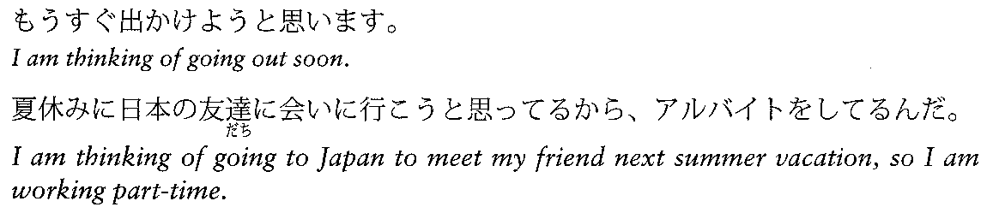 もうすぐ出かけようと思います。
I am thinking of going out soon.
夏休みに日本の友達に会いに行こうと思ってるから、アルバイトをしてるんだ。
だち
I am thinking of going to Japan to meet my friend next summer vacation, so I am
working part-time.